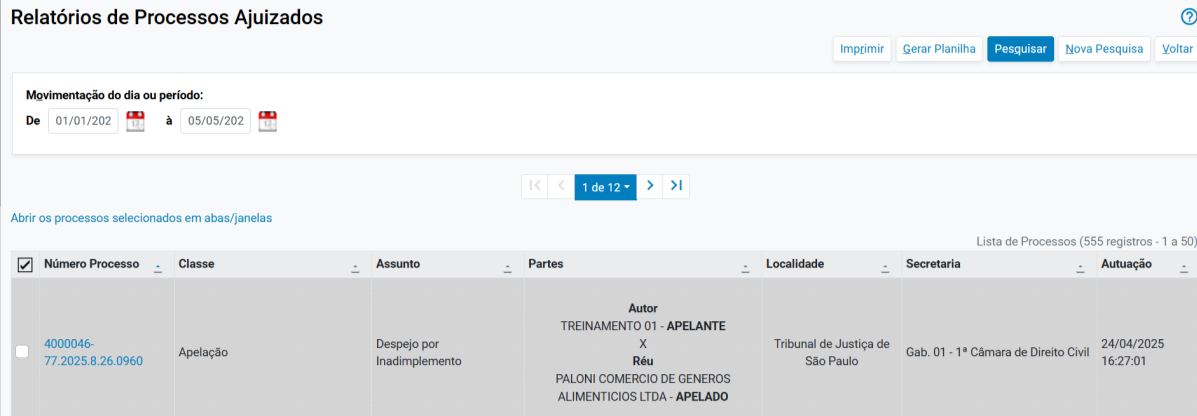 Relatórios de Processos Ajuizados
Imprimir Gerar Planilha Pesquisar Nova Pesquisa Voltar
Movimentação do dia ou período:
De 01/01/202 à 05/05/202
1 de 12
Abrir os processos selecionados em abas/janelas
Lista de Processos (555 registros - 1 a 50)
Número Processo Classe Assunto Partes Localidade Secretaria Autuação
4000046-
77.2025.8.26.0960
Apelação
Despejo por
Inadimplemento
Autor
TREINAMENTO 01 - APELANTE
X
Réu
PALONI COMERCIO DE GENEROS
ALIMENTICIOS LTDA - APELADO
Tribunal de Justiça de
São Paulo
Gab. 01 - 1ª Câmara de Direito Civil
24/04/2025
16:27:01